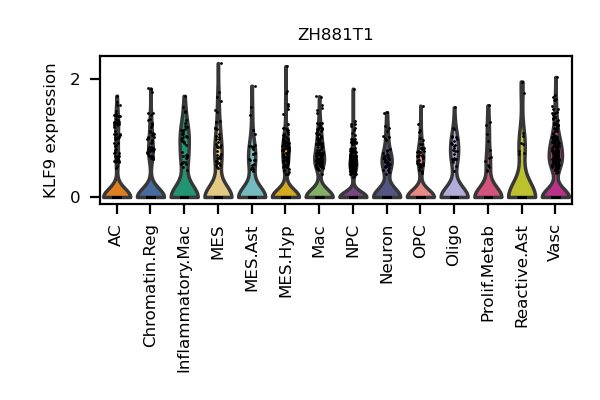 ZH881T1
KLF9 expression
2
0
AC
Chromatin.Reg
Inflammatory.Mac
MES
MES.Ast
MES.Hyp
Mac
NPC
Neuron
OPC
Oligo
Prolif.Metab
Reactive.Ast
Vasc